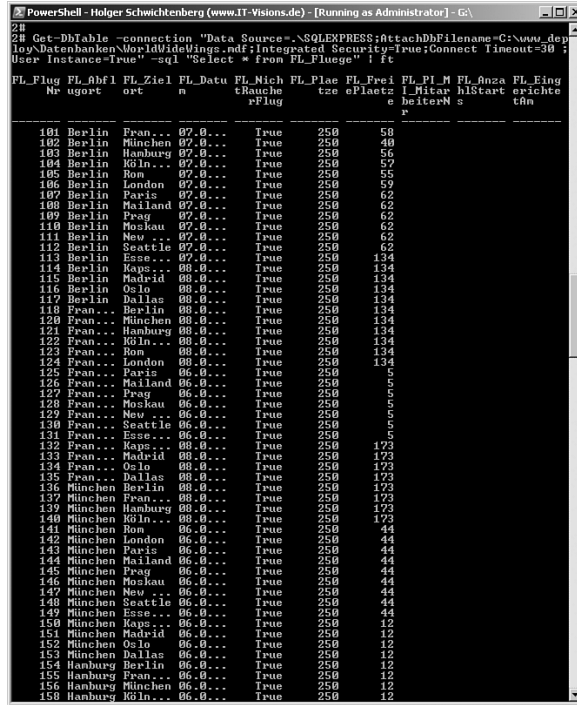 PowerShell - Holger Schwichtenberg (www.IT-Visions.de) - [Running as Administrator] - G:\
2#
2# Get-DbTable -connection "Data Source=.\SQLEXPRESS;AttachDbFilename=C:\www_dep
loy\Datenbanken\WorldWideWings.mdf;Integrated Security=True;Connect Timeout=30 ;
User Instance=True" -sql "Select * from FL_Fluege" | ft
FL_Flug FL_Abfl FL_Ziel FL_Datu FL_Nich FL_Plae FL_Frei FL_PI_M FL_Anza FL_Eing
Nr ugort ort m tRauche tze ePlaetz I_Mitar hlStart erichte
rFlug e beiterN s tAm
r
------- ------- ------- ------- ------- ------- ------- ------- ------- -------
101 Berlin Fran... 07.0... True 250 58
102 Berlin München 07.0... True 250 40
103 Berlin Hamburg 07.0... True 250 56
104 Berlin Köln... 07.0... True 250 57
105 Berlin Rom 07.0... True 250 55
106 Berlin London 07.0... True 250 59
107 Berlin Paris 07.0... True 250 62
108 Berlin Mailand 07.0... True 250 62
109 Berlin Prag 07.0... True 250 62
110 Berlin Moskau 07.0... True 250 62
111 Berlin New ... 07.0... True 250 62
112 Berlin Seattle 07.0... True 250 62
113 Berlin Esse... 07.0... True 250 134
114 Berlin Kaps... 08.0... True 250 134
115 Berlin Madrid 08.0... True 250 134
116 Berlin Oslo 08.0... True 250 134
117 Berlin Dallas 08.0... True 250 134
118 Fran... Berlin 08.0... True 250 134
120 Fran... München 08.0... True 250 134
121 Fran... Hamburg 08.0... True 250 134
122 Fran... Köln... 08.0... True 250 134
123 Fran... Rom 08.0... True 250 134
124 Fran... London 08.0... True 250 134
125 Fran... Paris 06.0... True 250 5
126 Fran... Mailand 06.0... True 250 5
127 Fran... Prag 06.0... True 250 5
128 Fran... Moskau 06.0... True 250 5
129 Fran... New ... 06.0... True 250 5
130 Fran... Seattle 06.0... True 250 5
131 Fran... Esse... 06.0... True 250 5
132 Fran... Kaps... 08.0... True 250 173
133 Fran... Madrid 08.0... True 250 173
134 Fran... Oslo 08.0... True 250 173
135 Fran... Dallas 08.0... True 250 173
136 München Berlin 08.0... True 250 173
137 München Fran... 08.0... True 250 173
139 München Hamburg 08.0... True 250 173
140 München Köln... 08.0... True 250 173
141 München Rom 06.0... True 250 44
142 München London 06.0... True 250 44
143 München Paris 06.0... True 250 44
144 München Mailand 06.0... True 250 44
145 München Prag 06.0... True 250 44
146 München Moskau 06.0... True 250 44
147 München New ... 06.0... True 250 44
148 München Seattle 06.0... True 250 44
149 München Esse... 06.0... True 250 44
150 München Kaps... 06.0... True 250 12
151 München Madrid 06.0... True 250 12
152 München Oslo 06.0... True 250 12
153 München Dallas 06.0... True 250 12
154 Hamburg Berlin 06.0... True 250 12
155 Hamburg Fran... 06.0... True 250 12
156 Hamburg München 06.0... True 250 12
158 Hamburg Köln... 06.0... True 250 12